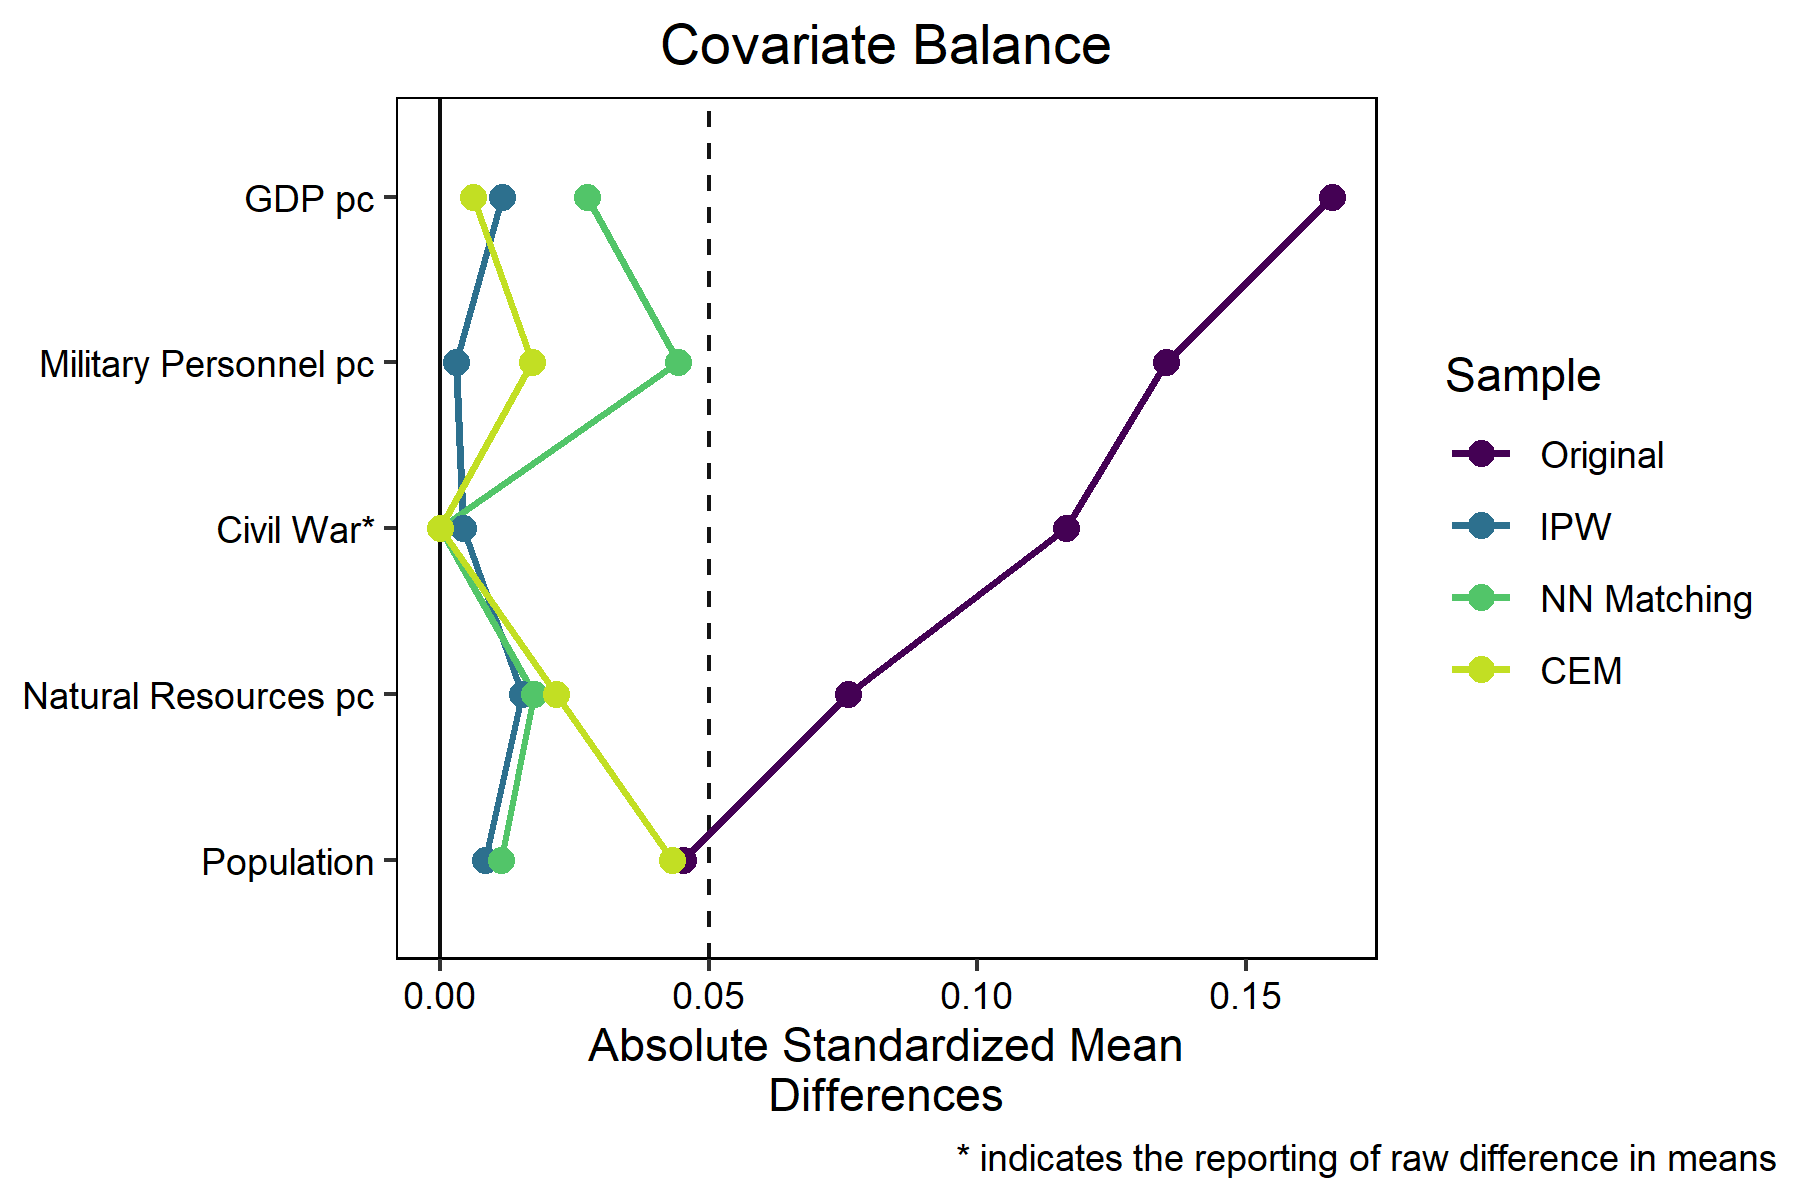 Covariate Balance
GDP pc
Military Personnel pc
Civil War*
Natural Resources pc
Population
0.00
0.05
0.10
0.15
Absolute Standardized Mean
Differences
Sample
Original
IPW
NN Matching
CEM
* indicates the reporting of raw difference in means